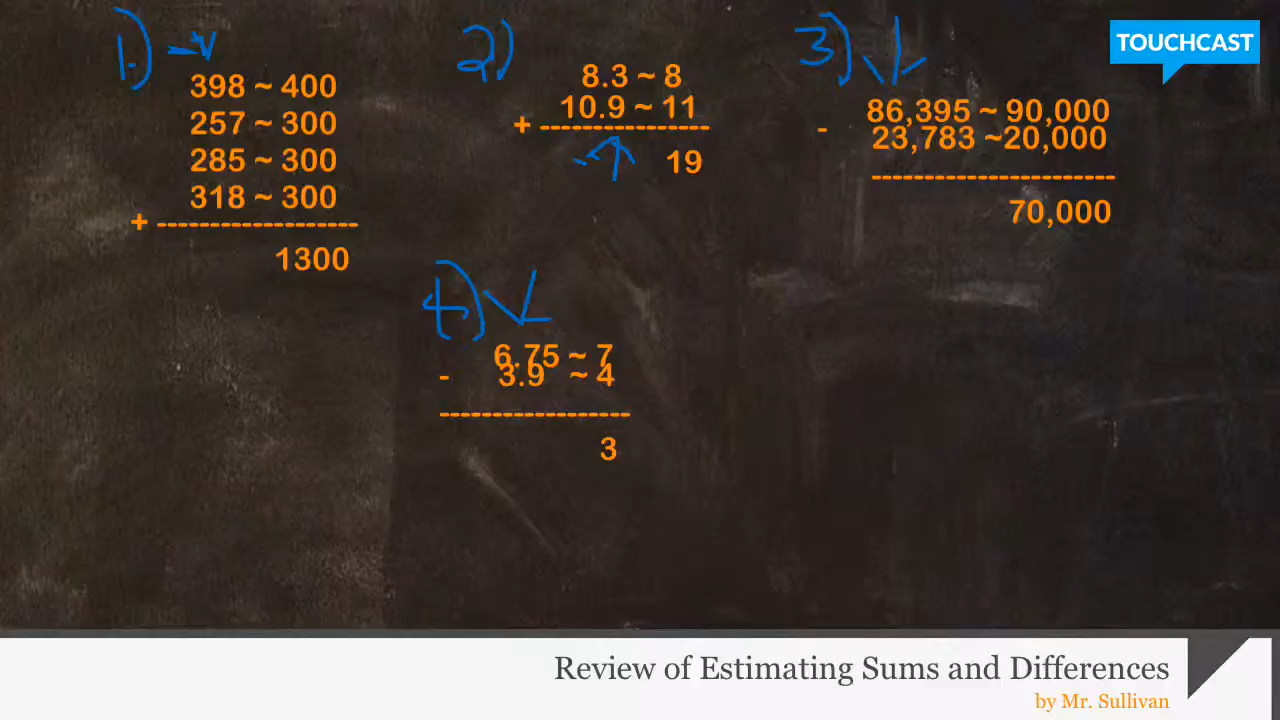 TOUCHCAST
1.)
398 ~ 400
257 ~ 300
285 ~ 300
318 ~ 300
+ -------------------
1300
2)
8.3 ~ 8
10.9 ~ 11
+ ----------------
19
3)
86,395 ~ 90,000
- 23,783 ~20,000
-----------------------
70,000
4)
6.75 ~ 7
- 3.9 ~ 4
------------------
3
Review of Estimating Sums and Differences
by Mr. Sullivan